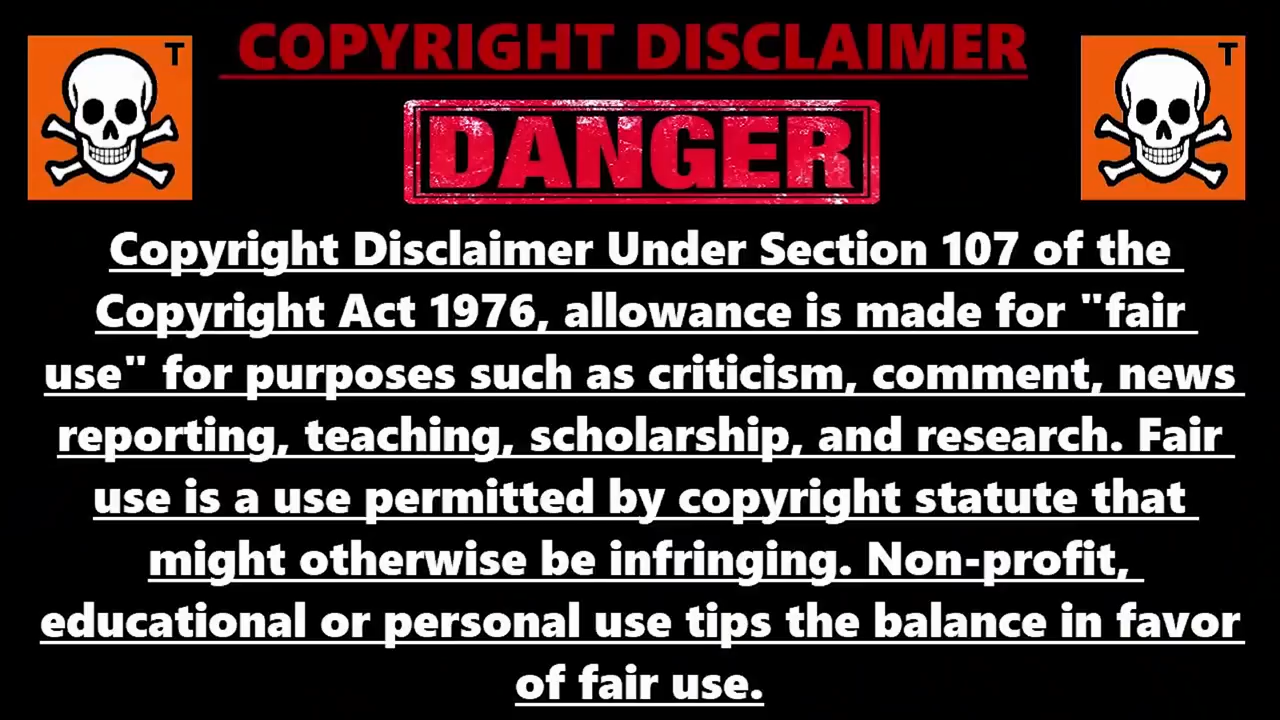 T COPYRIGHT DISCLAIMER T
DANGER
Copyright Disclaimer Under Section 107 of the
Copyright Act 1976, allowance is made for "fair
use" for purposes such as criticism, comment, news
reporting, teaching, scholarship, and research. Fair
use is a use permitted by copyright statute that
might otherwise be infringing. Non-profit,
educational or personal use tips the balance in favor
of fair use.